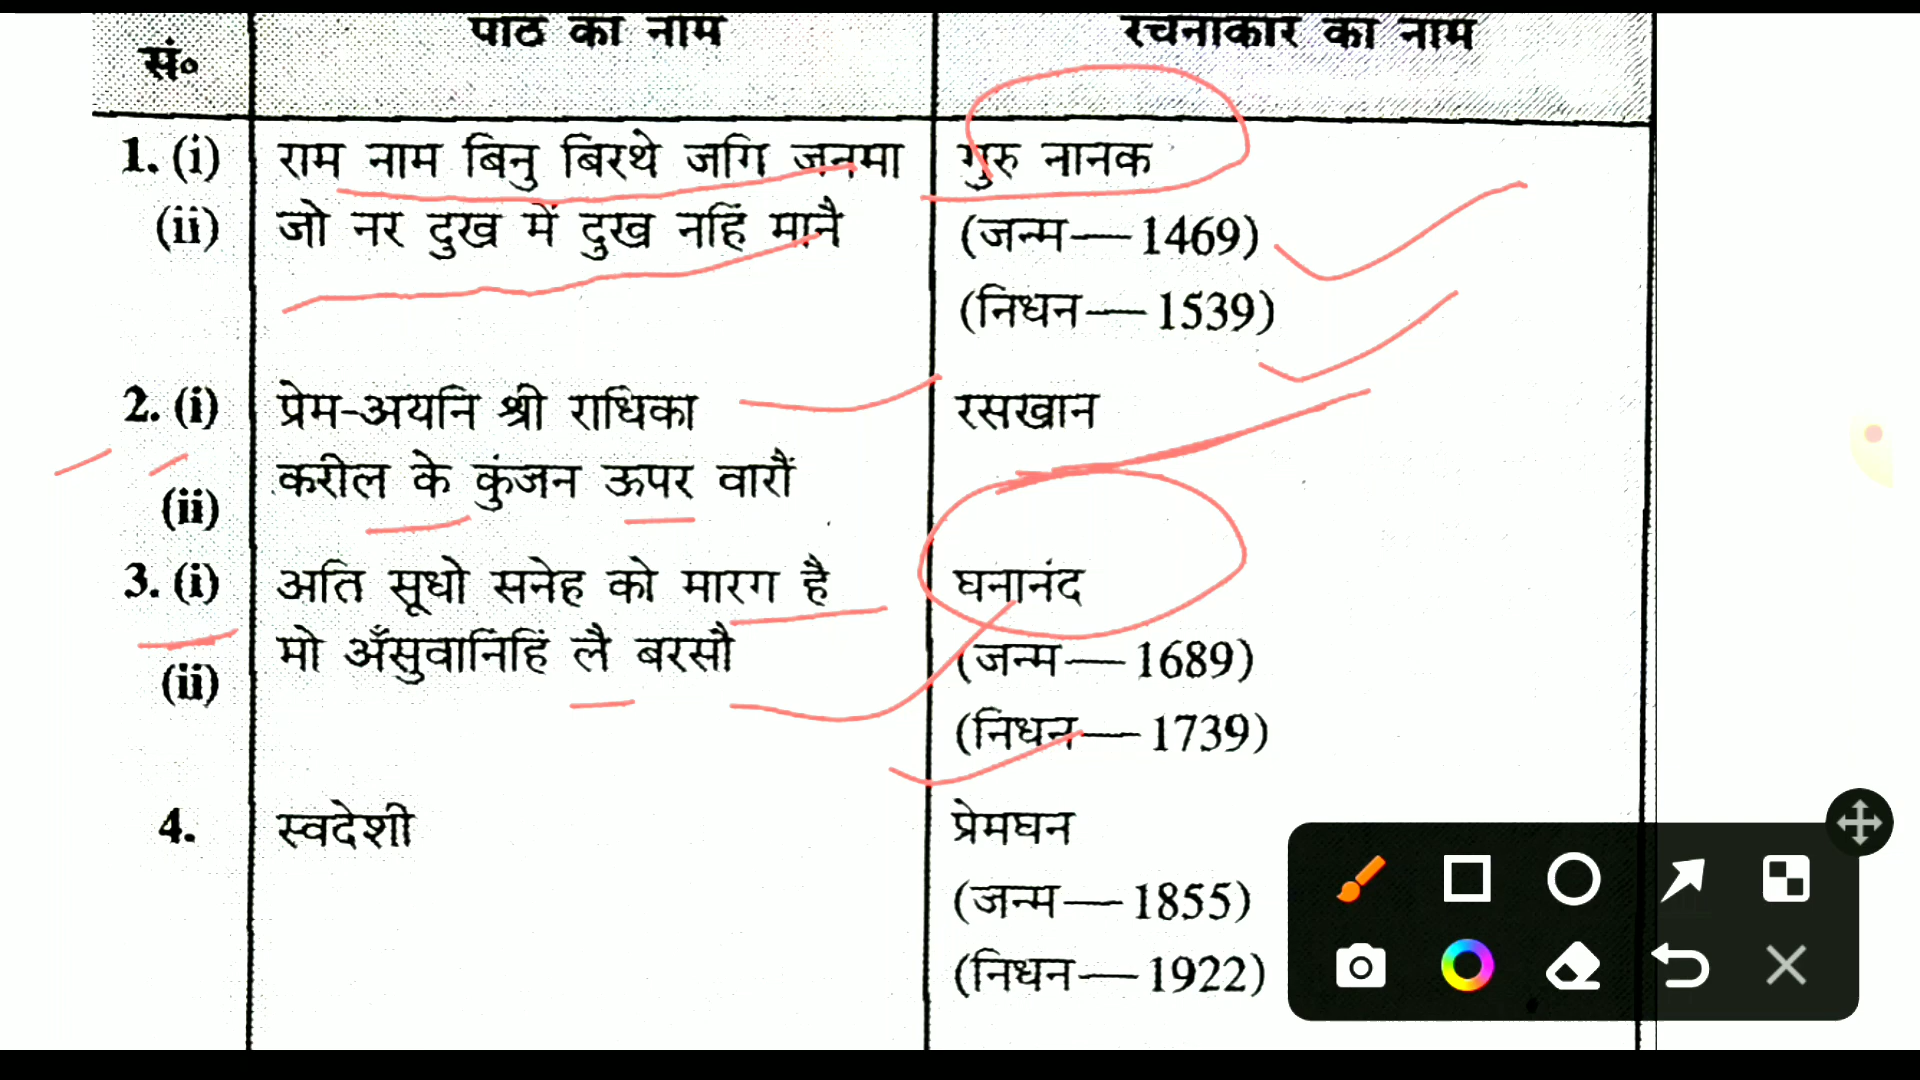 सं० पाठ का नाम रचनाकार का नाम
1. (i) राम नाम बिनु बिरथे जगि जनमा गुरु नानक
(ii) जो नर दुख में दुख नहिं मानै (जन्म—1469)
(निधन—1539)
2. (i) प्रेम-अयनि श्री राधिका रसखान
(ii) करील के कुंजन ऊपर वारौं
3. (i) अति सूधो सनेह को मारग है घनानंद
(ii) मो अँसुवानिंहिं लै बरसौ (जन्म—1689)
(निधन—1739)
4. स्वदेशी प्रेमघन
(जन्म—1855)
(निधन—1922)